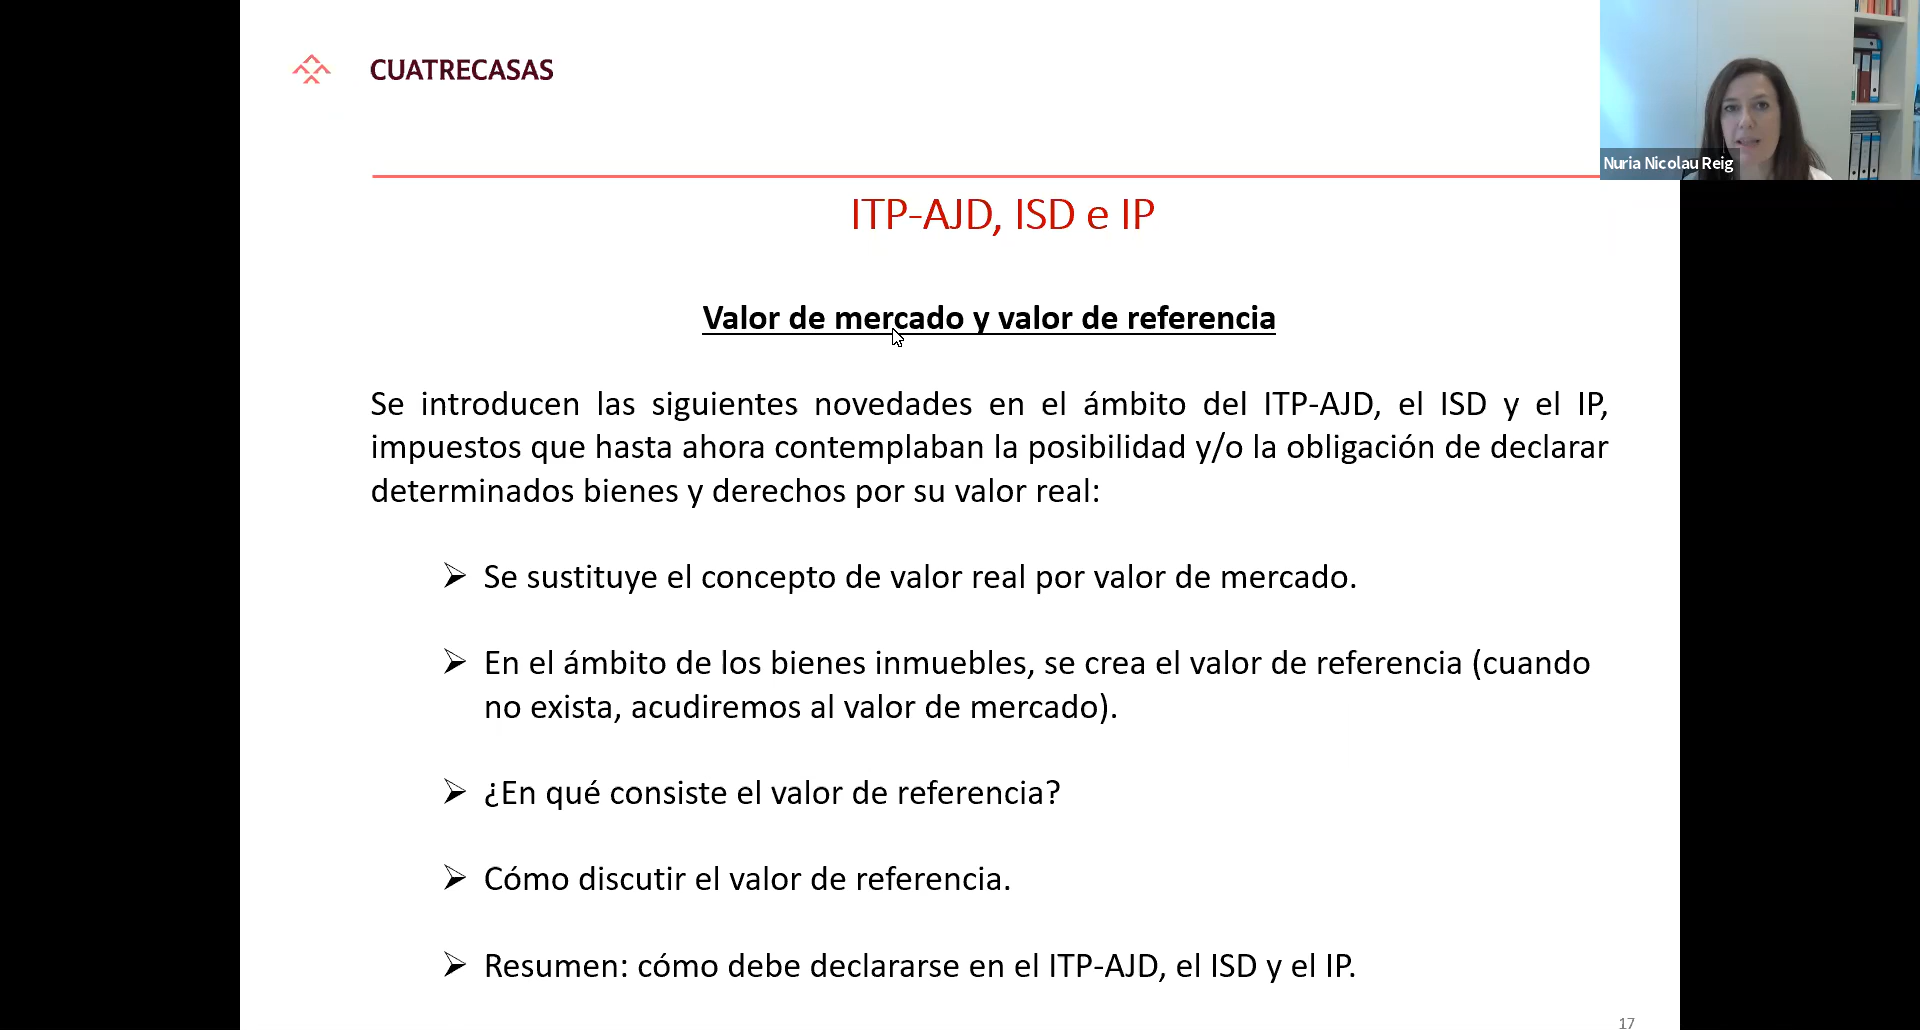 CUATRECASAS
Nuria Nicolau Reig
ITP-AJD, ISD e IP
Valor de mercado y valor de referencia
Se introducen las siguientes novedades en el ámbito del ITP-AJD, el ISD y el IP,
impuestos que hasta ahora contemplaban la posibilidad y/o la obligación de declarar
determinados bienes y derechos por su valor real:
➢ Se sustituye el concepto de valor real por valor de mercado.
➢ En el ámbito de los bienes inmuebles, se crea el valor de referencia (cuando
no exista, acudiremos al valor de mercado).
➢ ¿En qué consiste el valor de referencia?
➢ Cómo discutir el valor de referencia.
➢ Resumen: cómo debe declararse en el ITP-AJD, el ISD y el IP.
17